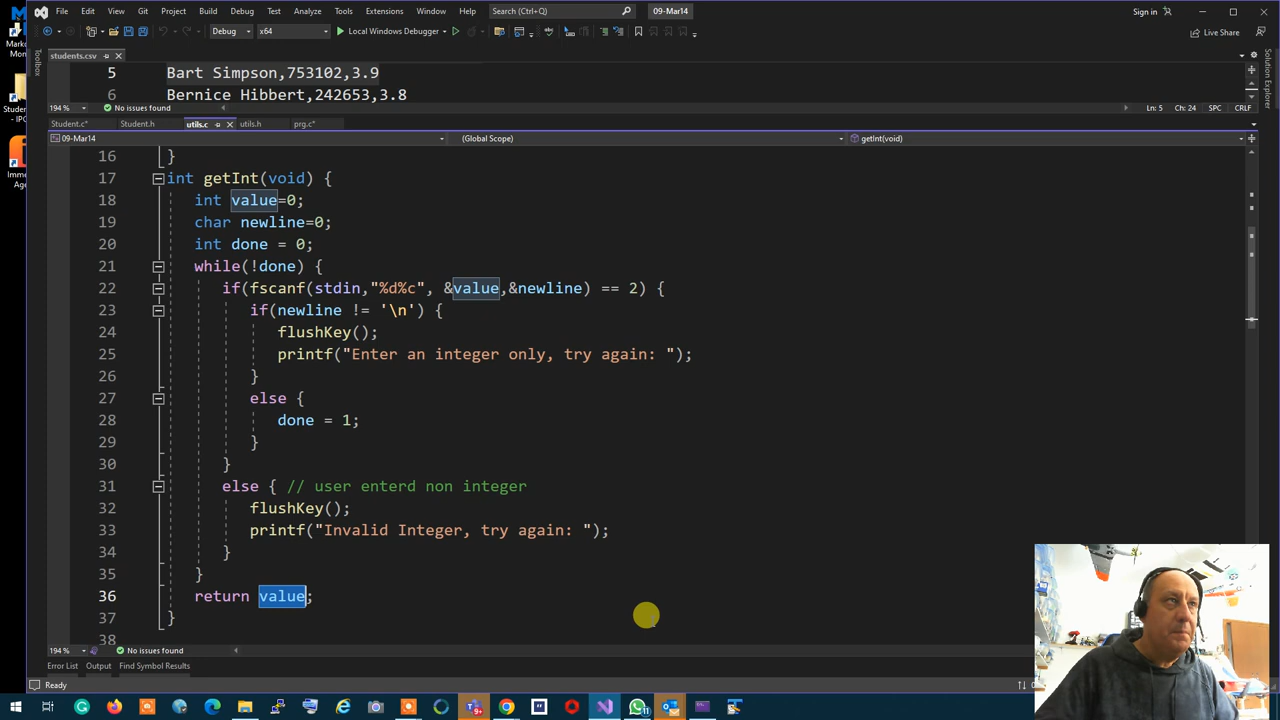 File Edit View Git Project Build Debug Test Analyze Tools Extensions Window Help Search (Ctrl+Q) 09-Mar14 Sign in
Debug x64 Local Windows Debugger Live Share
students.csv
5 Bart Simpson,753102,3.9
6 Bernice Hibbert,242653,3.8
194 % No issues found Ln: 5 Ch: 24 SPC CRLF
Student.c* Student.h utils.c utils.h prg.c*
09-Mar14 (Global Scope) getInt(void)
16 }
17 int getInt(void) {
18 int value=0;
19 char newline=0;
20 int done = 0;
21 while(!done) {
22 if(fscanf(stdin,"%d%c", &value,&newline) == 2) {
23 if(newline != '\n') {
24 flushKey();
25 printf("Enter an integer only, try again: ");
26 }
27 else {
28 done = 1;
29 }
30 }
31 else { // user enterd non integer
32 flushKey();
33 printf("Invalid Integer, try again: ");
34 }
35 }
36 return value;
37 }
38
194 % No issues found
Error List Output Find Symbol Results
Ready
Toolbox
Solution Explorer